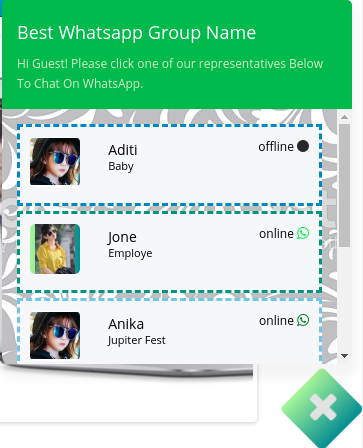 Best Whatsapp Group Name
Hi Guest! Please click one of our representatives Below
To Chat On WhatsApp.
Aditi
offline
Baby
Jone
online
Employe
Anika
online
Jupiter Fest